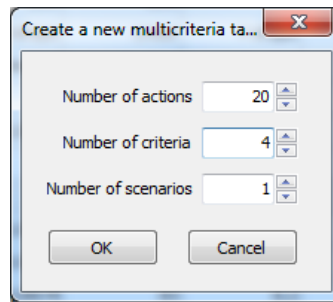 Create a new multicriteria ta...
Number of actions 20
Number of criteria 4
Number of scenarios 1
OK Cancel